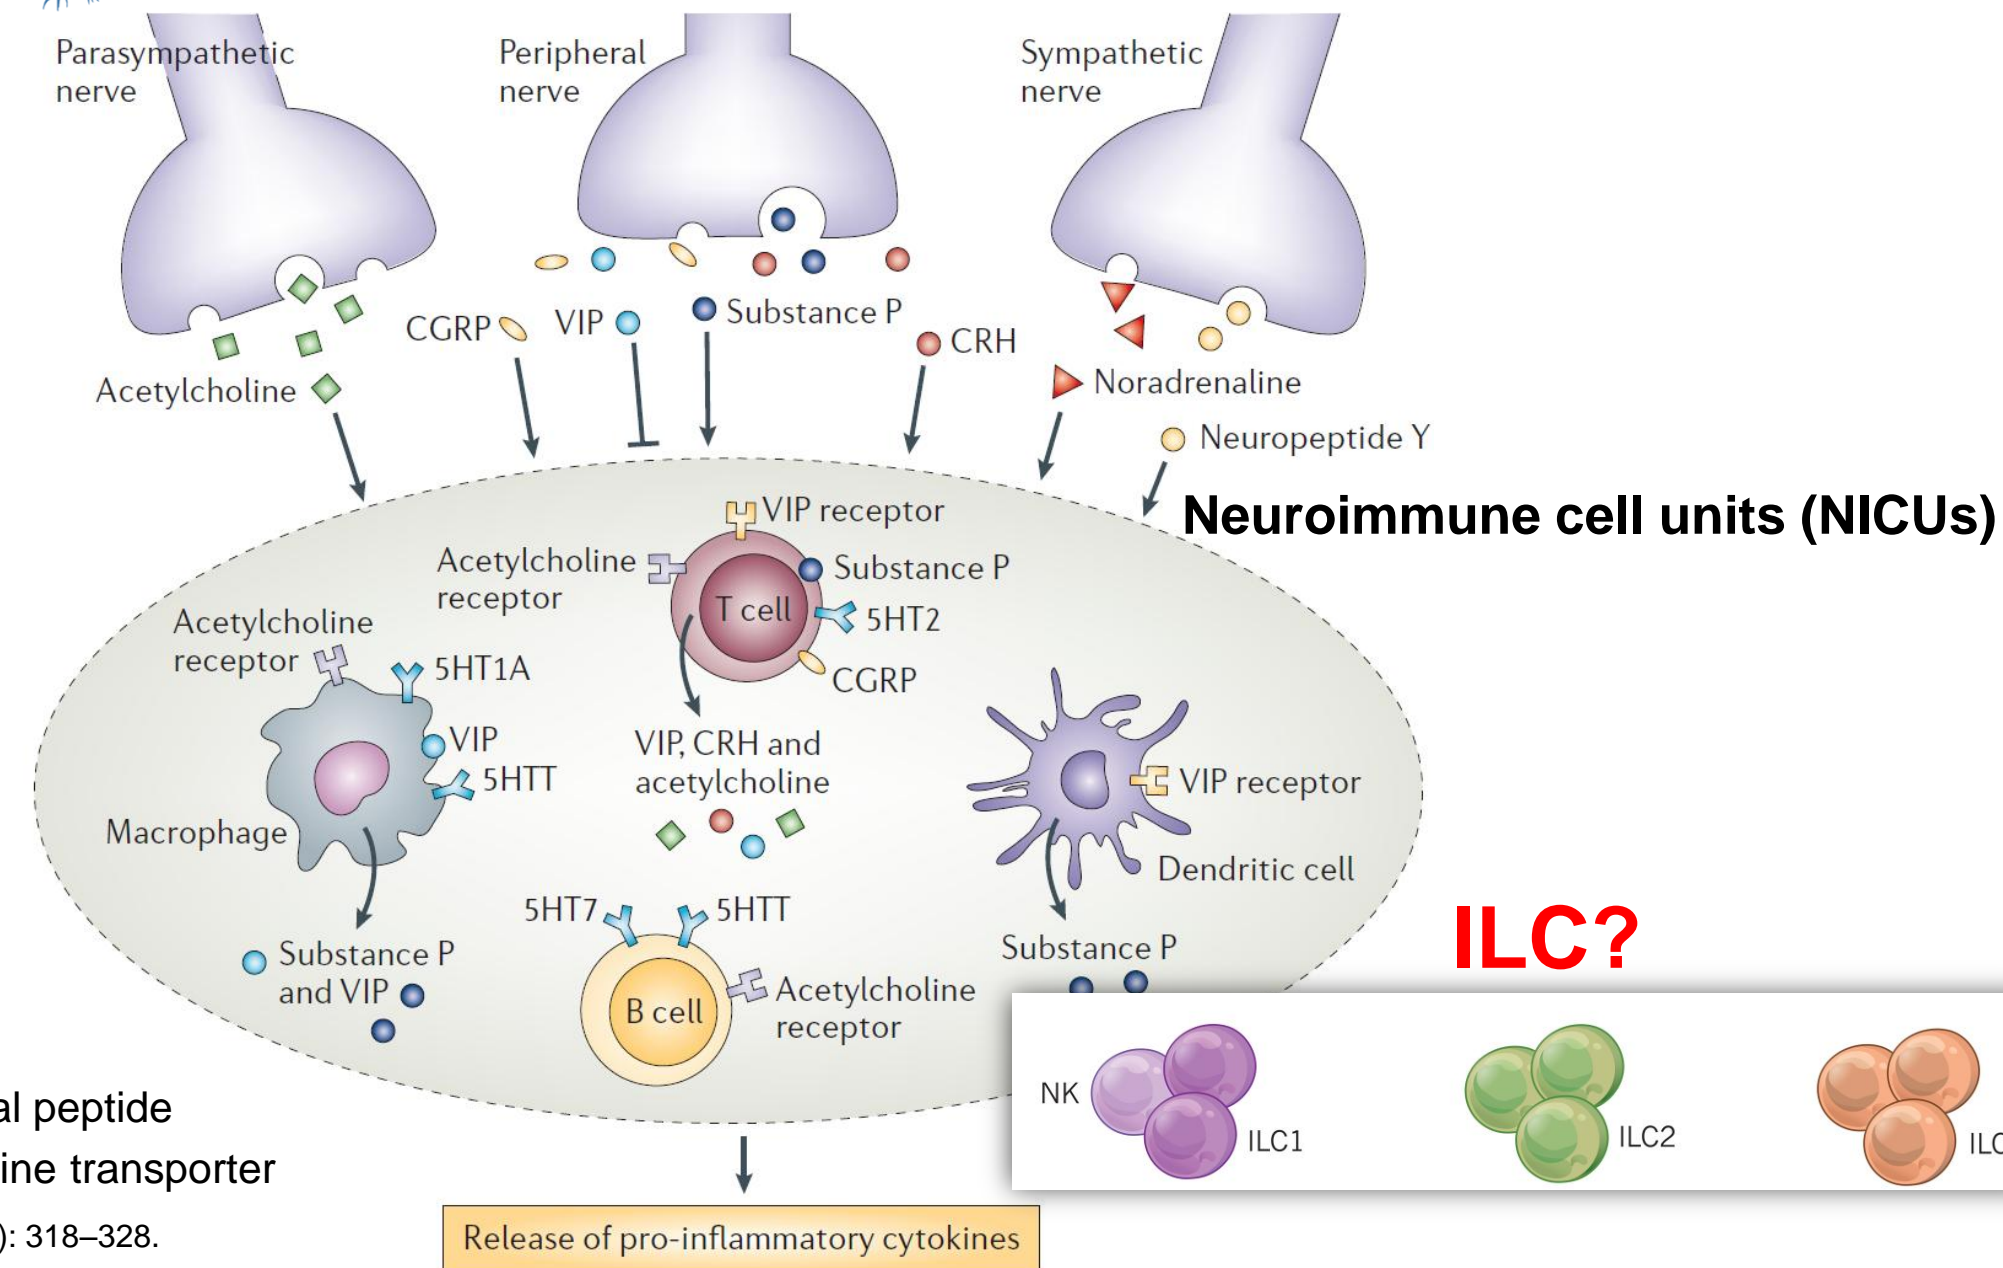 Parasympathetic
nerve
Peripheral
nerve
Sympathetic
nerve
CGRP
VIP
Substance P
CRH
Acetylcholine
Noradrenaline
Neuropeptide Y
Neuroimmune cell units (NICUs)
VIP receptor
Acetylcholine
receptor
Substance P
T cell
5HT2
CGRP
Acetylcholine
receptor
5HT1A
VIP
5HTT
Macrophage
VIP, CRH and
acetylcholine
VIP receptor
Dendritic cell
5HT7
5HTT
Substance P
and VIP
B cell
Acetylcholine
receptor
Substance P
ILC?
NK
ILC1
ILC2
al peptide
ine transporter
): 318–328.
Release of pro-inflammatory cytokines